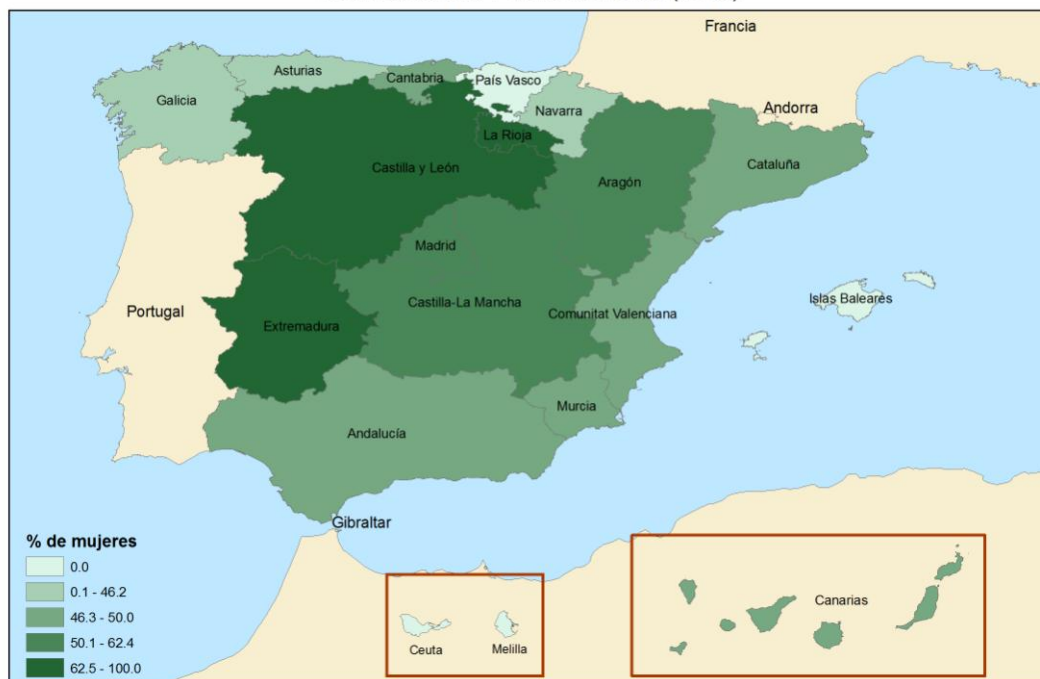 Francia
Asturias
Cantabria
País Vasco
Galicia
Navarra
Andorra
La Rioja
Castilla y León
Cataluña
Aragón
Madrid
Islas Baleares
Castilla-La Mancha
Portugal
Comunitat Valenciana
Extremadura
Murcia
Andalucía
Gibraltar
% de mujeres
0.0
0.1 - 46.2
46.3 - 50.0
50.1 - 62.4
62.5 - 100.0
Ceuta
Melilla
Canarias